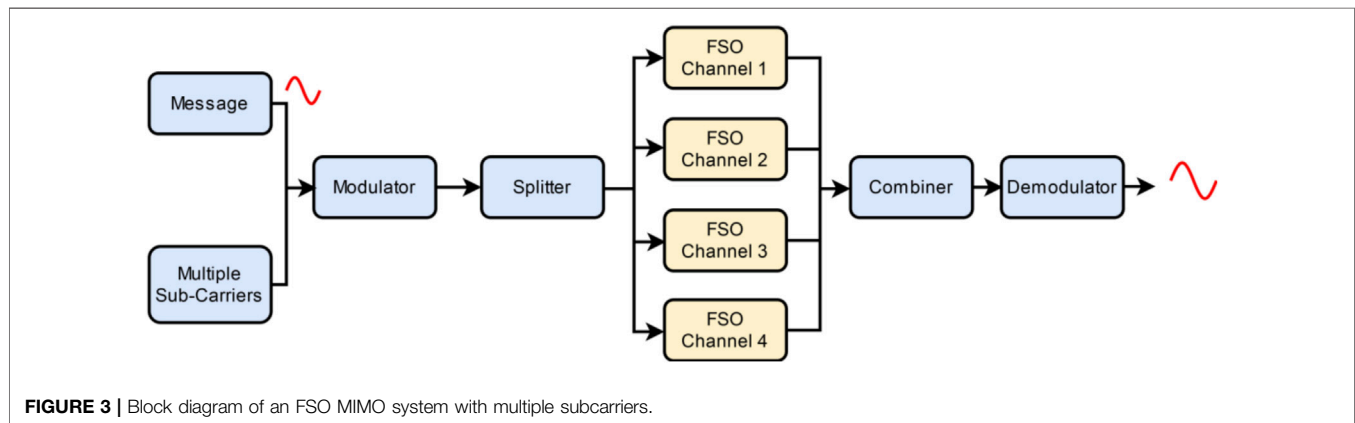 Message
Multiple
Sub-Carriers
Modulator
Splitter
FSO
Channel 1
FSO
Channel 2
FSO
Channel 3
FSO
Channel 4
Combiner
Demodulator
FIGURE 3 | Block diagram of an FSO MIMO system with multiple subcarriers.